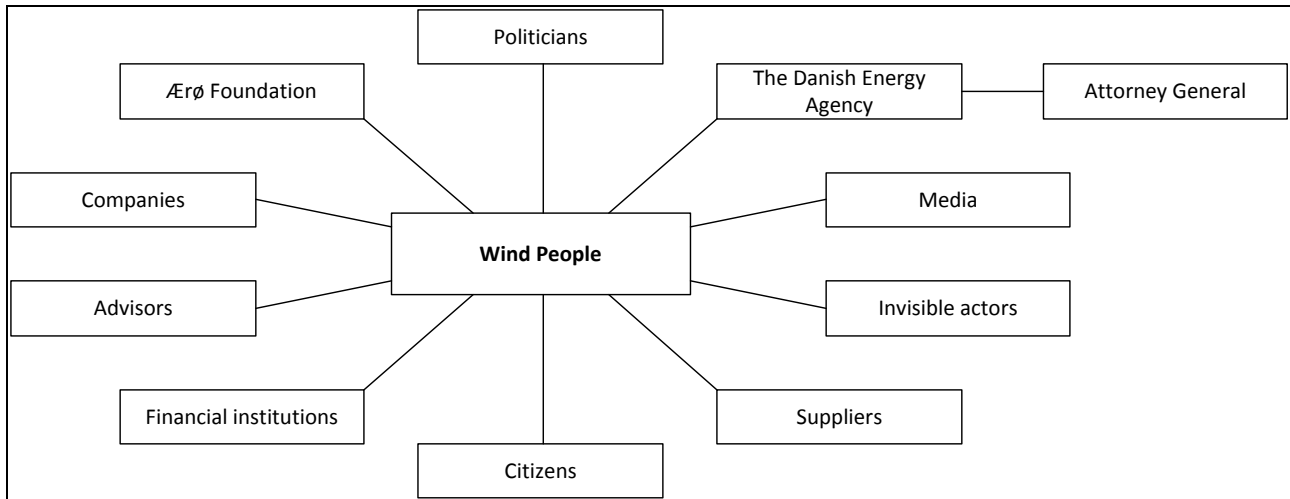 Politicians
Ærø Foundation
The Danish Energy
Agency
Attorney General
Companies
Media
Wind People
Advisors
Invisible actors
Financial institutions
Suppliers
Citizens